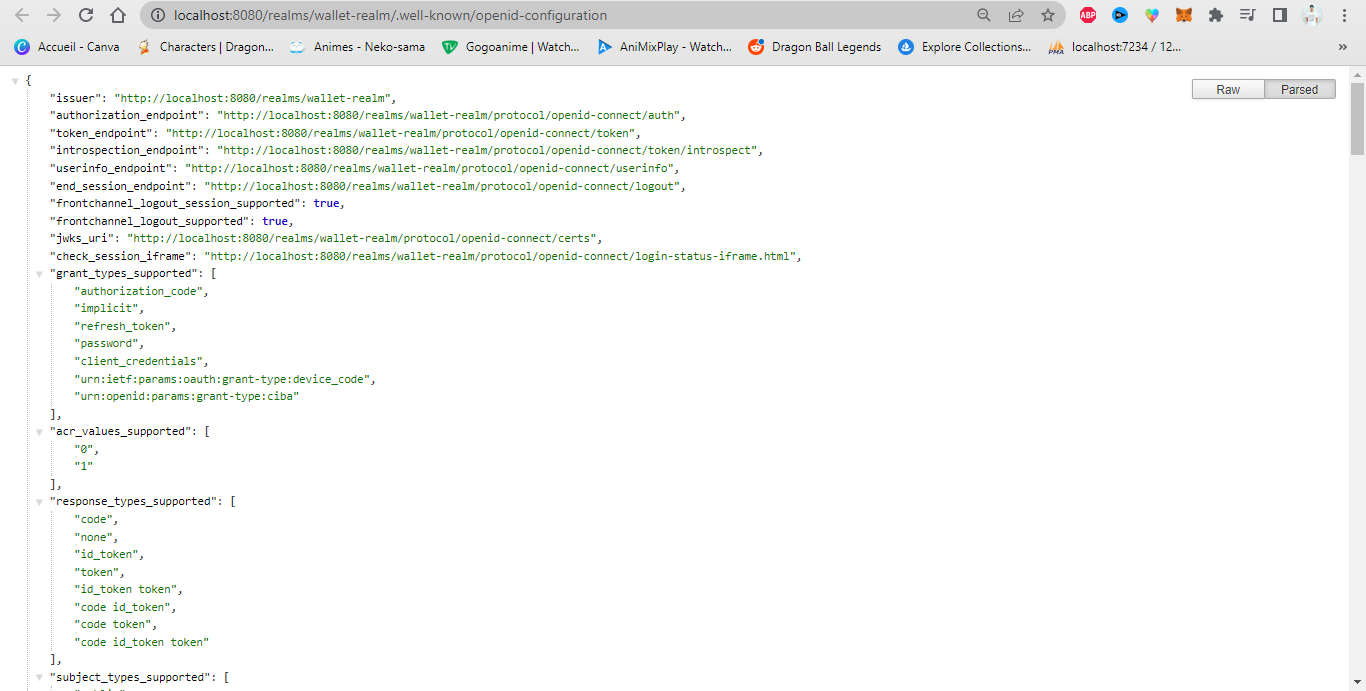 localhost:8080/realms/wallet-realm/.well-known/openid-configuration
ABP
Accueil - Canva
Characters | Dragon...
Animes - Neko-sama
Gogoanime | Watch...
AniMixPlay - Watch...
Dragon Ball Legends
Explore Collections...
PMA
localhost:7234 / 12...
»
Raw
Parsed
{
"issuer": "http://localhost:8080/realms/wallet-realm",
"authorization_endpoint": "http://localhost:8080/realms/wallet-realm/protocol/openid-connect/auth",
"token_endpoint": "http://localhost:8080/realms/wallet-realm/protocol/openid-connect/token",
"introspection_endpoint": "http://localhost:8080/realms/wallet-realm/protocol/openid-connect/token/introspect",
"userinfo_endpoint": "http://localhost:8080/realms/wallet-realm/protocol/openid-connect/userinfo",
"end_session_endpoint": "http://localhost:8080/realms/wallet-realm/protocol/openid-connect/logout",
"frontchannel_logout_session_supported": true,
"frontchannel_logout_supported": true,
"jwks_uri": "http://localhost:8080/realms/wallet-realm/protocol/openid-connect/certs",
"check_session_iframe": "http://localhost:8080/realms/wallet-realm/protocol/openid-connect/login-status-iframe.html",
"grant_types_supported": [
"authorization_code",
"implicit",
"refresh_token",
"password",
"client_credentials",
"urn:ietf:params:oauth:grant-type:device_code",
"urn:openid:params:grant-type:ciba"
],
"acr_values_supported": [
"0",
"1"
],
"response_types_supported": [
"code",
"none",
"id_token",
"token",
"id_token token",
"code id_token",
"code token",
"code id_token token"
],
"subject_types_supported": [